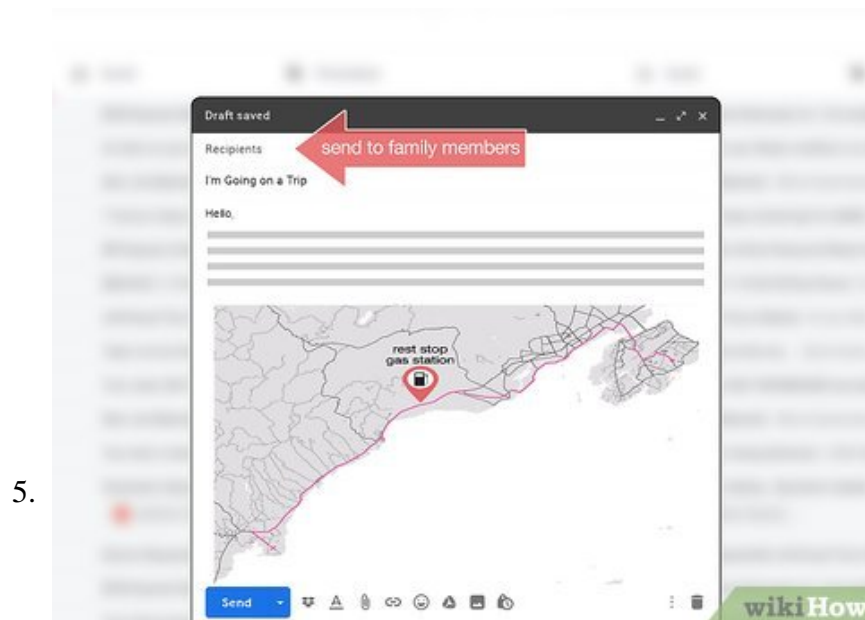 Draft saved
Recipients
send to family members
I'm Going on a Trip
Hello,
rest stop
gas station
5.
Send
wikiHow